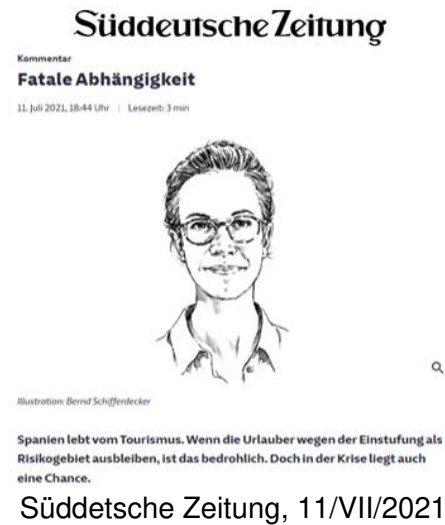 Süddeutsche Zeitung
Kommentar
Fatale Abhängigkeit
11. Juli 2021, 18:44 Uhr | Lesezeit: 3 min
Illustration: Bernd Schifferdecker
Spanien lebt vom Tourismus. Wenn die Urlauber wegen der Einstufung als
Risikogebiet ausbleiben, ist das bedrohlich. Doch in der Krise liegt auch
eine Chance.
Süddetsche Zeitung, 11/VII/2021